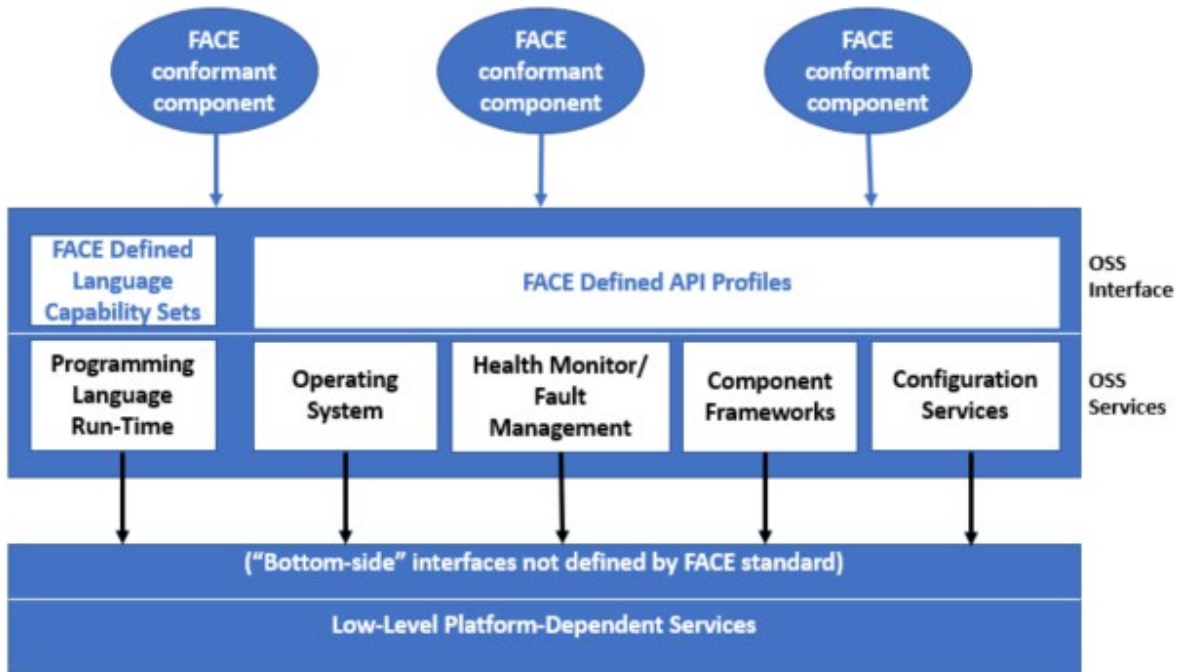 FACE
conformant
component
FACE
conformant
component
FACE
conformant
component
FACE Defined
Language
Capability Sets
FACE Defined API Profiles
OSS
Interface
Programming
Language
Run-Time
Operating
System
Health Monitor/
Fault
Management
Component
Frameworks
Configuration
Services
OSS
Services
(“Bottom-side” interfaces not defined by FACE standard)
Low-Level Platform-Dependent Services